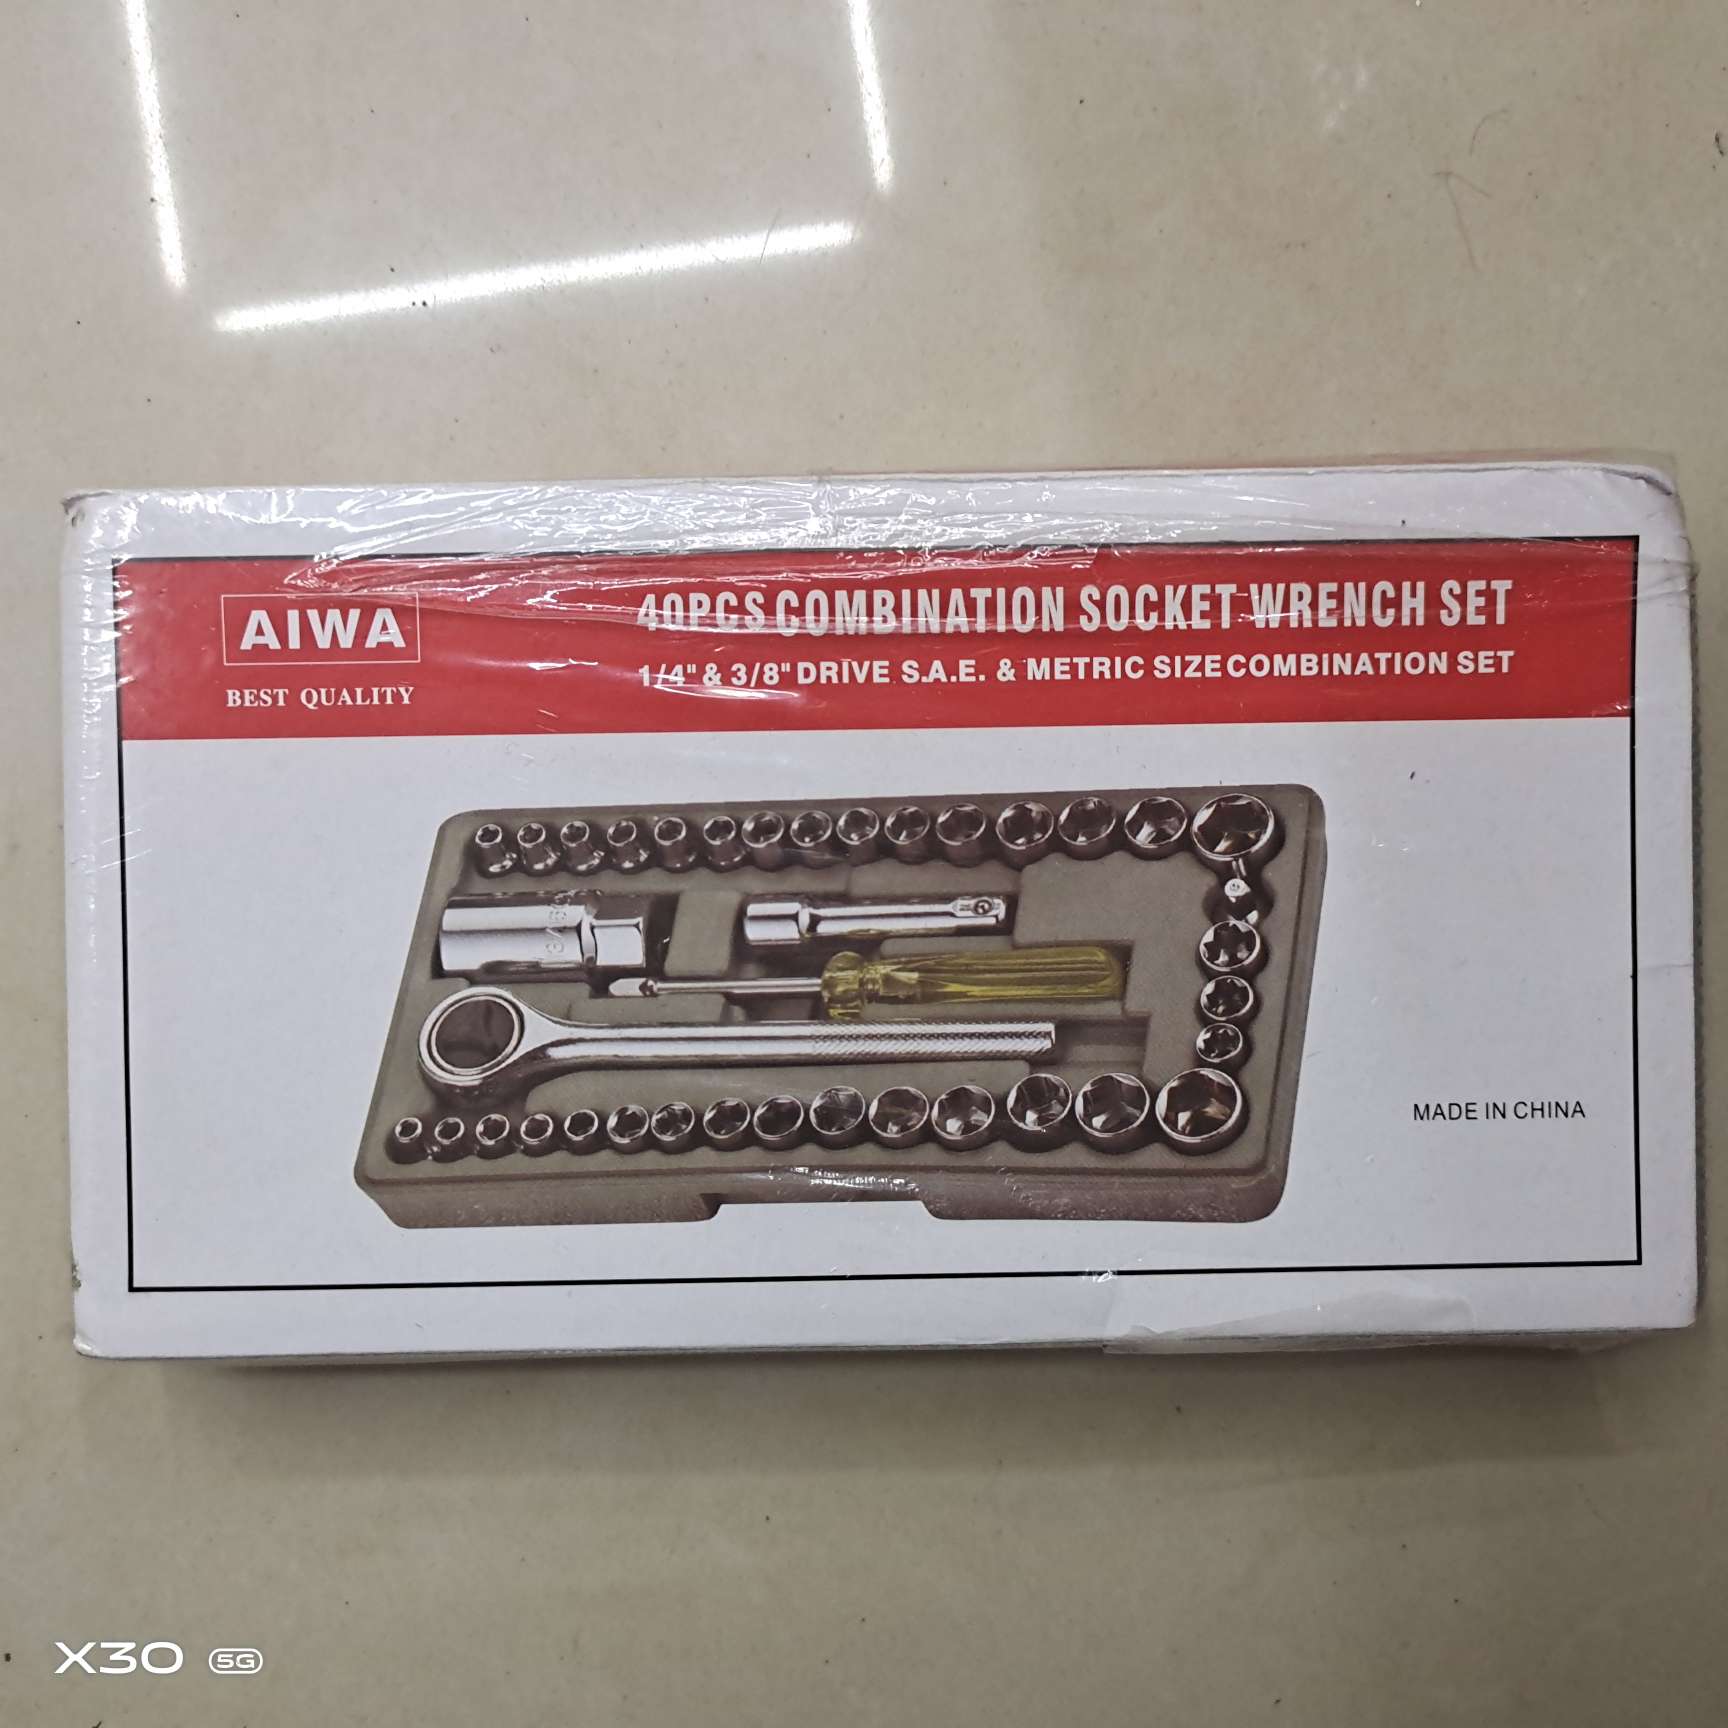 AIWA
BEST QUALITY
40PCS COMBINATION SOCKET WRENCH SET
1/4" & 3/8" DRIVE S.A.E. & METRIC SIZE COMBINATION SET
MADE IN CHINA
X30 5G